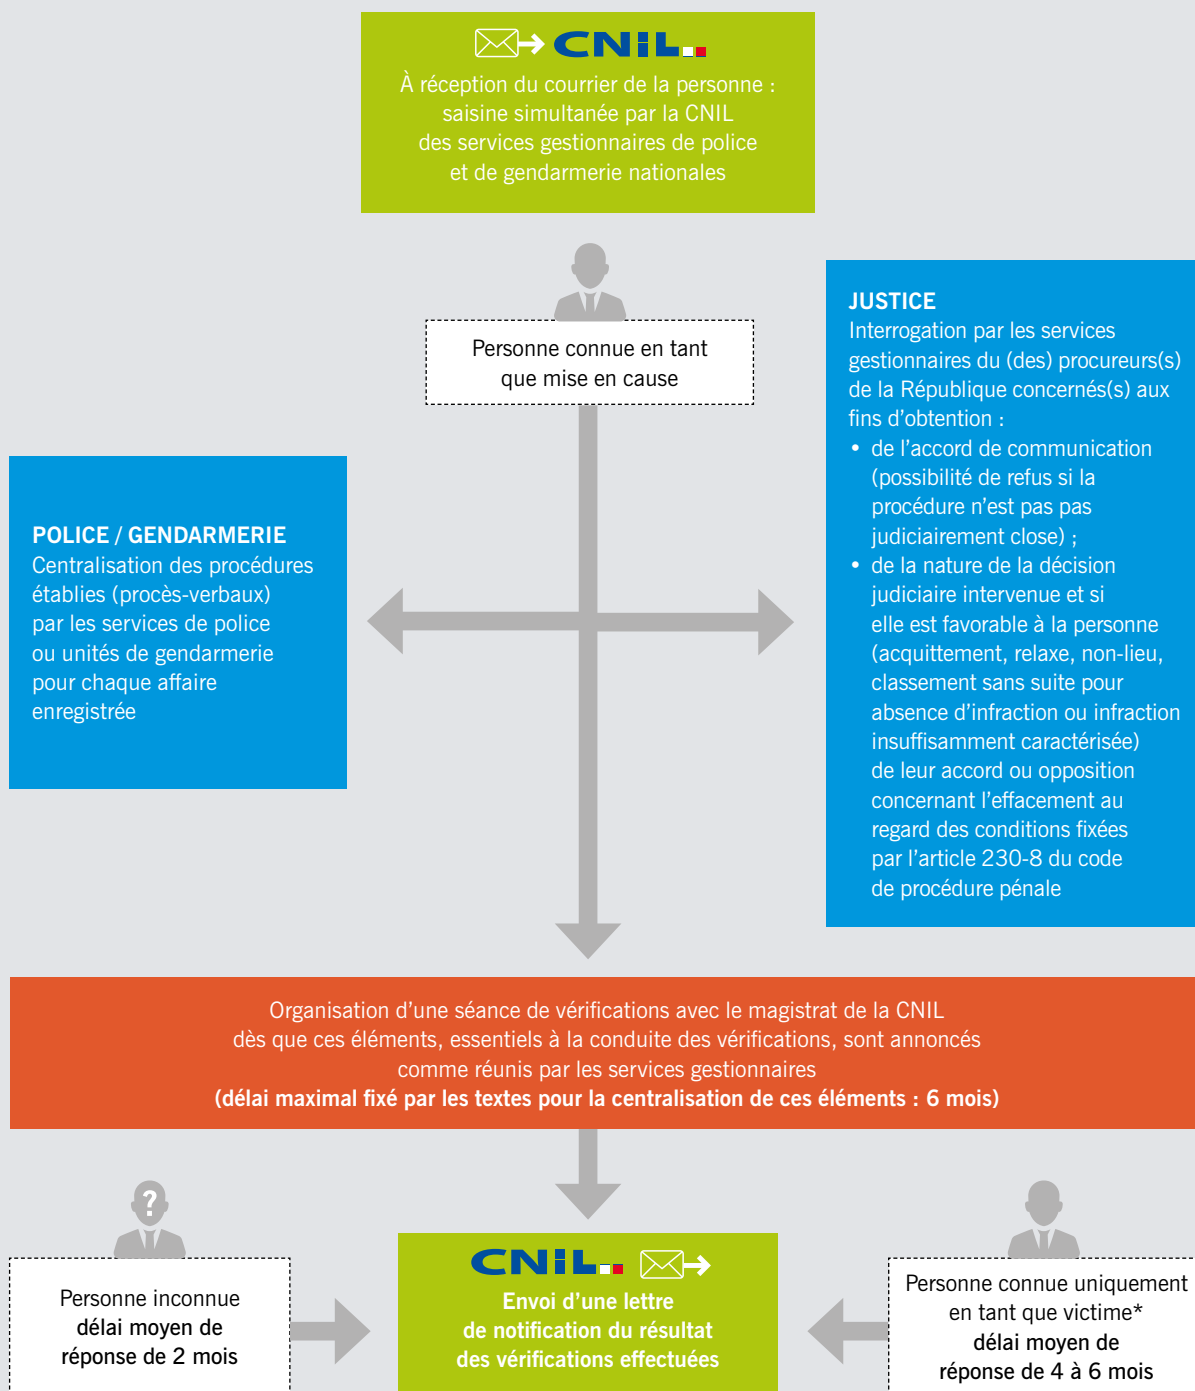 CNIL
À réception du courrier de la personne :
saisine simultanée par la CNIL
des services gestionnaires de police
et de gendarmerie nationales
Personne connue en tant
que mise en cause
JUSTICE
Interrogation par les services
gestionnaires du (des) procureurs(s)
de la République concernés(s) aux
fins d’obtention :
• de l’accord de communication
(possibilité de refus si la
procédure n’est pas pas
judiciairement close) ;
• de la nature de la décision
judiciaire intervenue et si
elle est favorable à la personne
(acquittement, relaxe, non-lieu,
classement sans suite pour
absence d’infraction ou infraction
insuffisamment caractérisée)
de leur accord ou opposition
concernant l’effacement au
regard des conditions fixées
par l’article 230-8 du code
de procédure pénale
POLICE / GENDARMERIE
Centralisation des procédures
établies (procès-verbaux)
par les services de police
ou unités de gendarmerie
pour chaque affaire
enregistrée
Organisation d’une séance de vérifications avec le magistrat de la CNIL
dès que ces éléments, essentiels à la conduite des vérifications, sont annoncés
comme réunis par les services gestionnaires
(délai maximal fixé par les textes pour la centralisation de ces éléments : 6 mois)
?
Personne inconnue
délai moyen de
réponse de 2 mois
CNIL
Envoi d’une lettre
de notification du résultat
des vérifications effectuées
Personne connue uniquement
en tant que victime*
délai moyen de
réponse de 4 à 6 mois